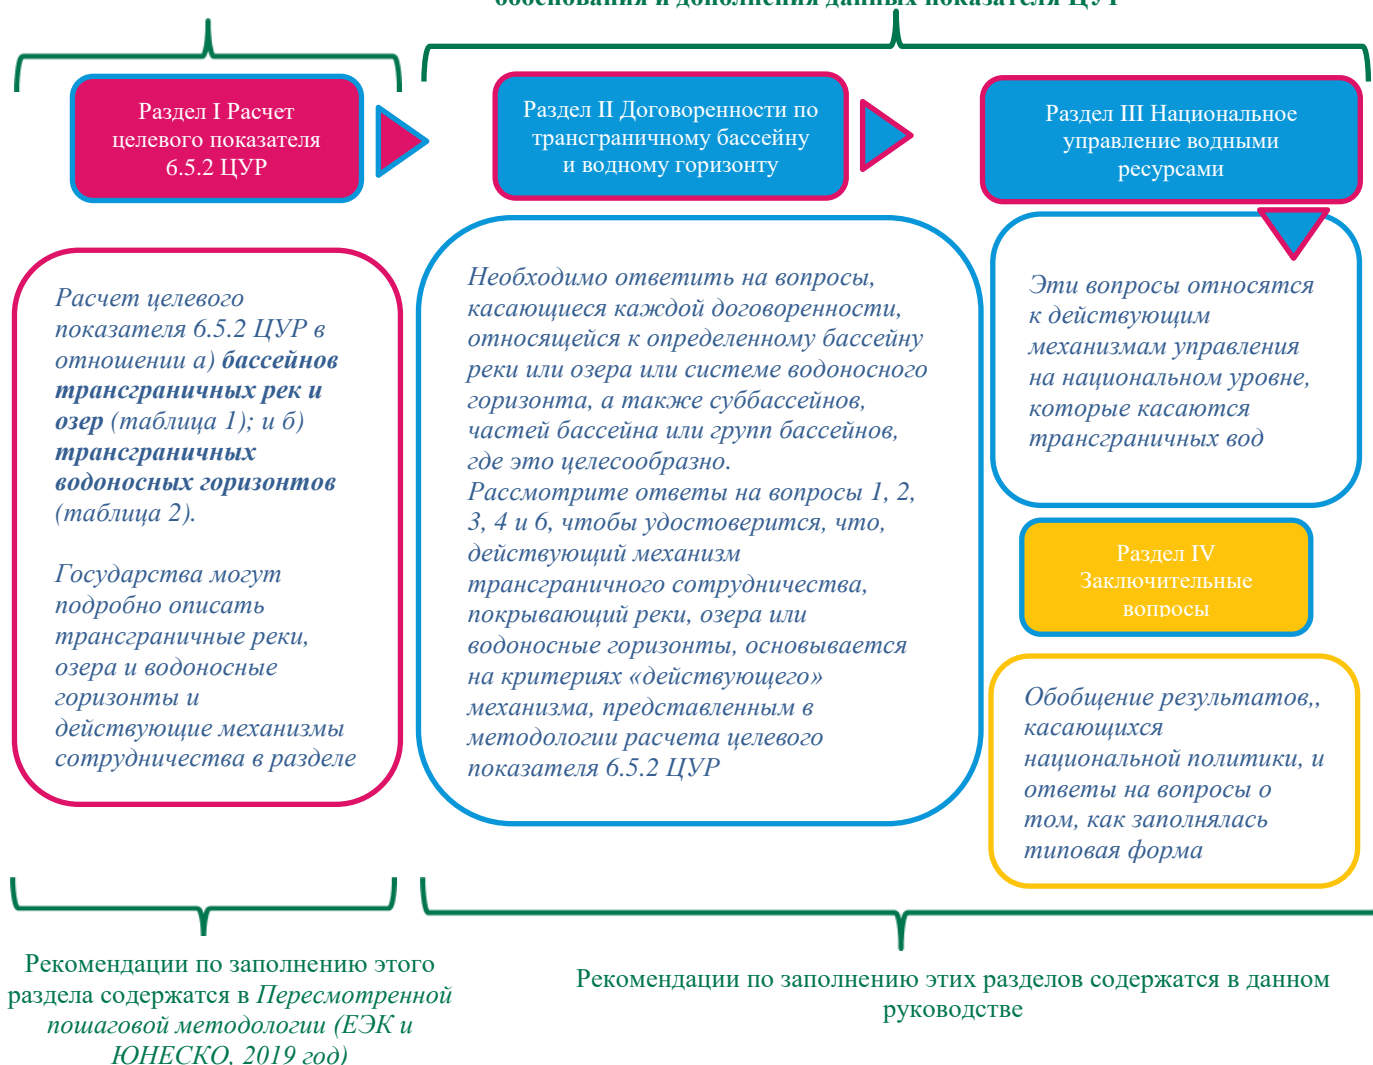 обоснования и дополнения данных показателя ЦУР
Раздел I Расчет
целевого показателя
6.5.2 ЦУР
Раздел II Договоренности по
трансграничному бассейну
и водному горизонту
Раздел III Национальное
управление водными
ресурсами
Расчет целевого
показателя 6.5.2 ЦУР в
отношении а) бассейнов
трансграничных рек и
озер (таблица 1); и б)
трансграничных
водоносных горизонтов
(таблица 2).
Государства могут
подробно описать
трансграничные реки,
озера и водоносные
горизонты и
действующие механизмы
сотрудничества в разделе
Необходимо ответить на вопросы,
касающиеся каждой договоренности,
относящейся к определенному бассейну
реки или озера или системе водоносного
горизонта, а также суббассейнов,
частей бассейна или групп бассейнов,
где это целесообразно.
Рассмотрите ответы на вопросы 1, 2,
3, 4 и 6, чтобы удостоверится, что,
действующий механизм
трансграничного сотрудничества,
покрывающий реки, озера или
водоносные горизонты, основывается
на критериях «действующего»
механизма, представленным в
методологии расчета целевого
показателя 6.5.2 ЦУР
Эти вопросы относятся
к действующим
механизмам управления
на национальном уровне,
которые касаются
трансграничных вод
Раздел IV
Заключительные
вопросы
Обобщение результатов,,
касающихся
национальной политики, и
ответы на вопросы о
том, как заполнялась
типовая форма
Рекомендации по заполнению этого
раздела содержатся в Пересмотренной
пошаговой методологии (ЕЭК и
ЮНЕСКО, 2019 год)
Рекомендации по заполнению этих разделов содержатся в данном
руководстве